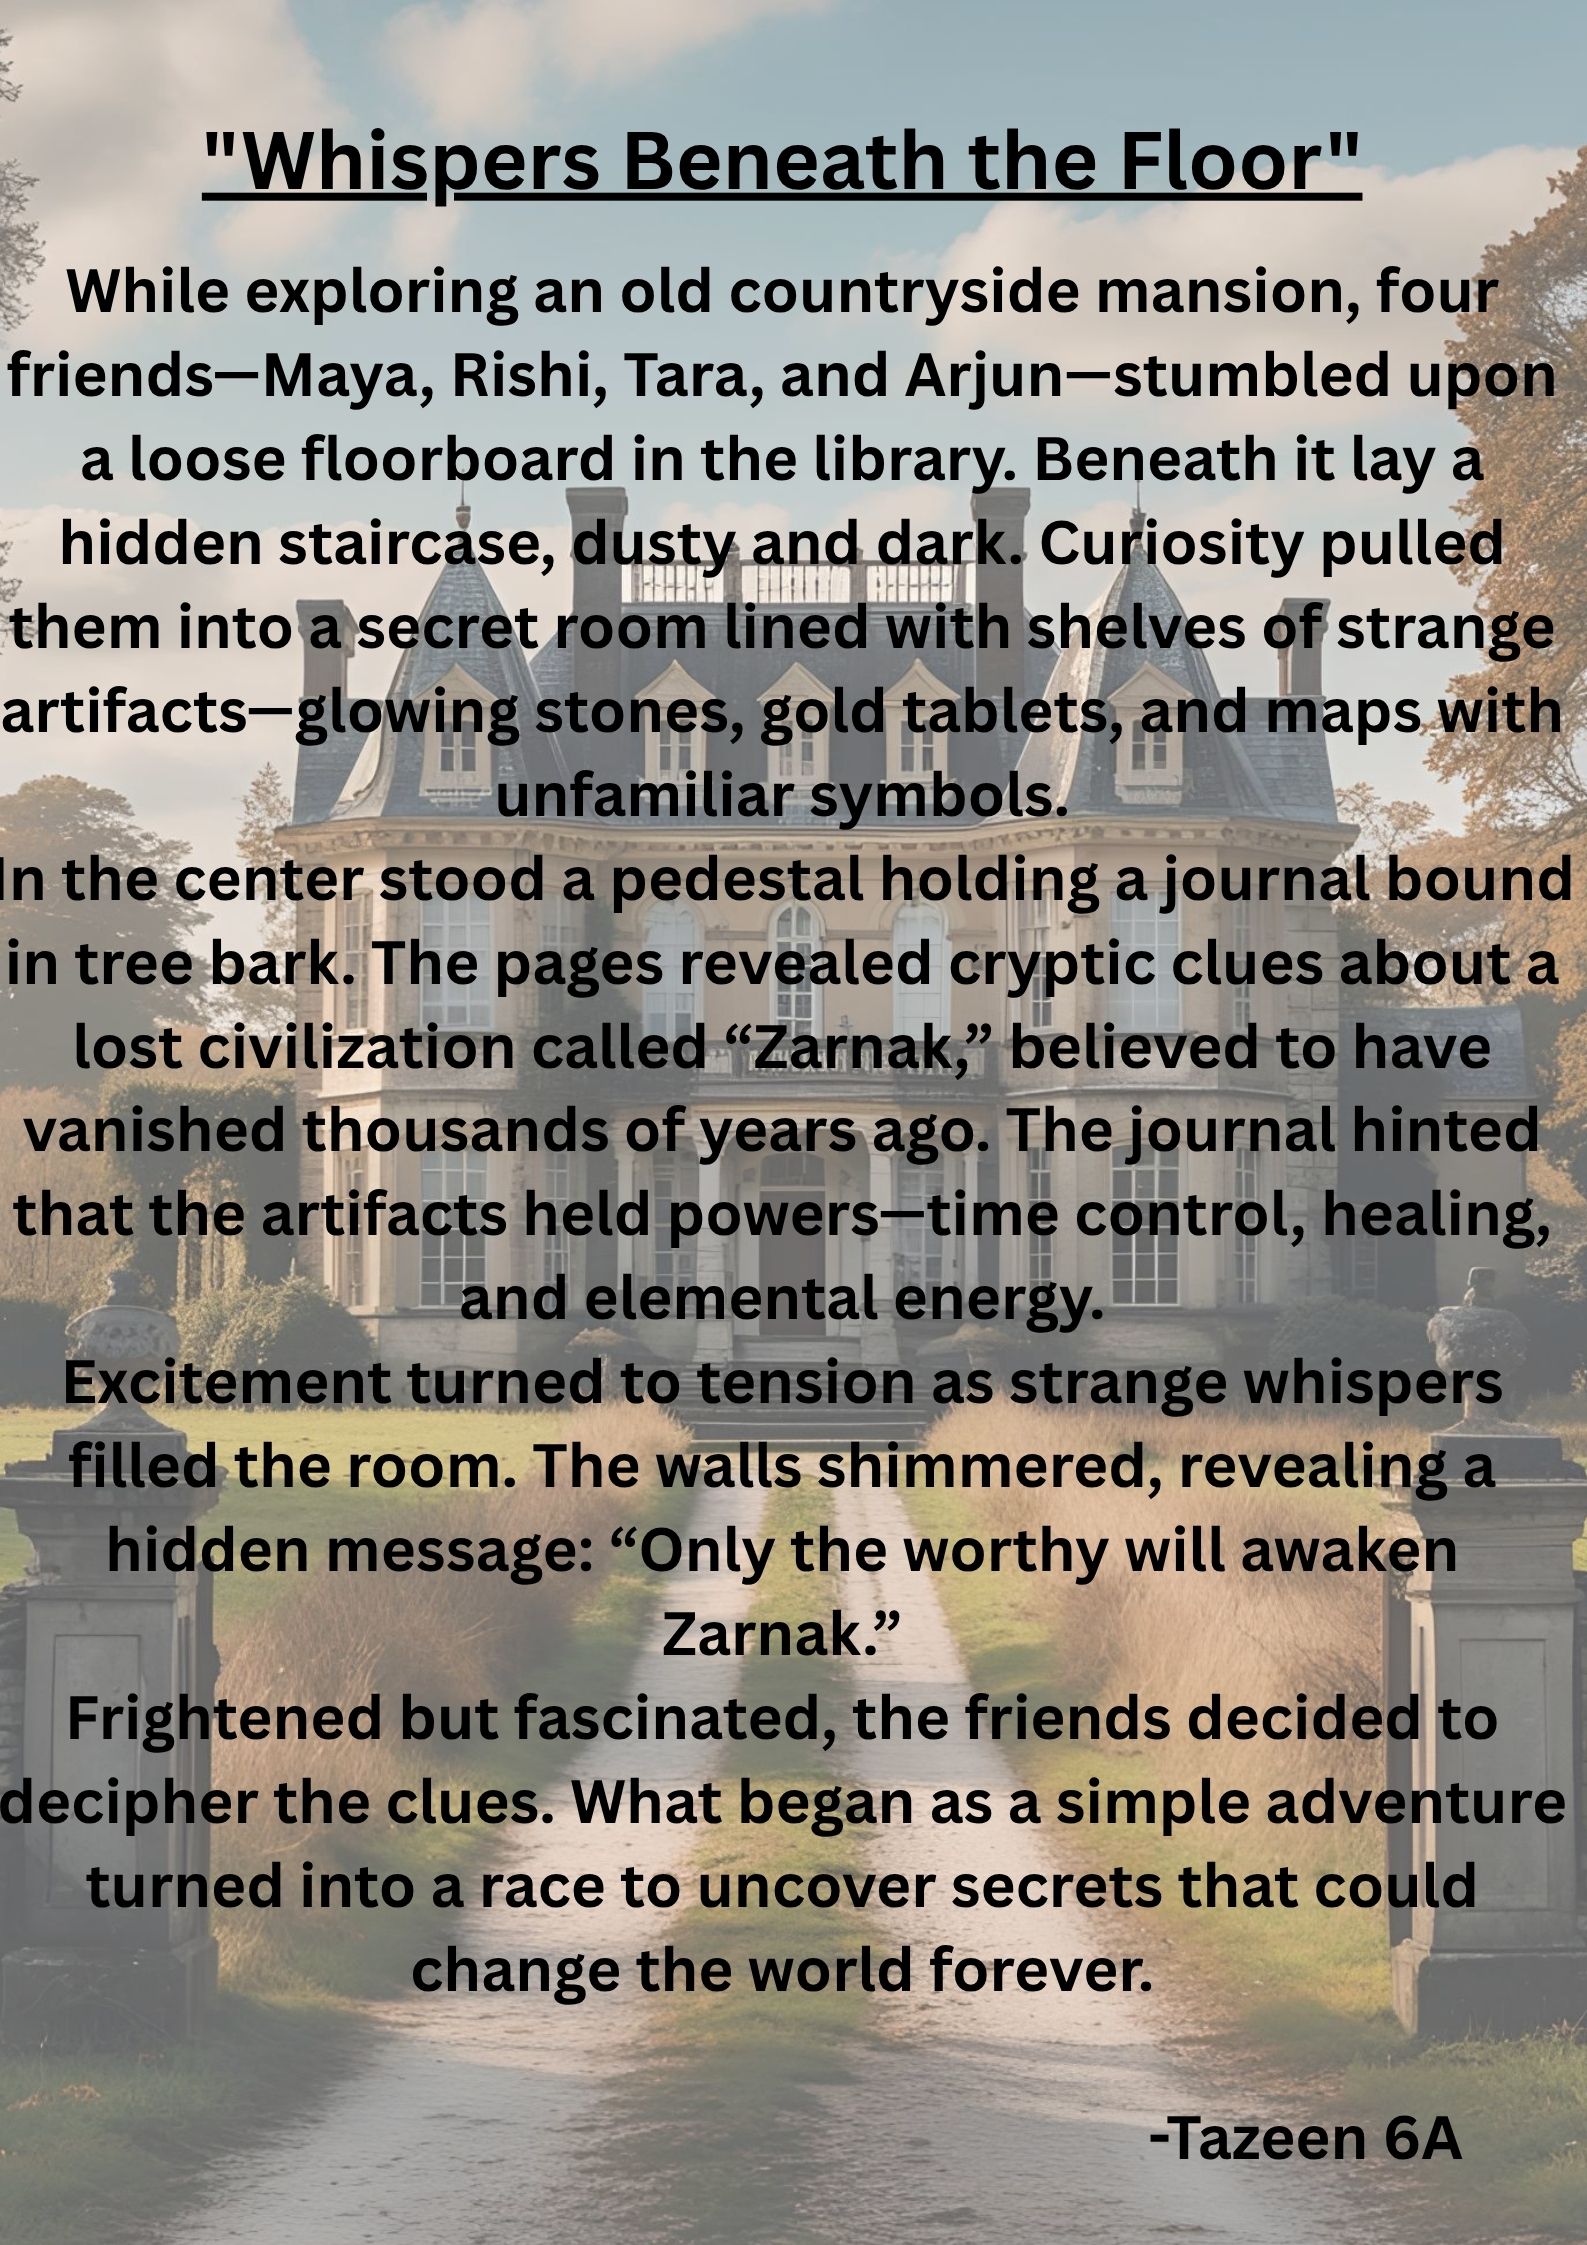 "Whispers Beneath the Floor"
While exploring an old countryside mansion, four
friends—Maya, Rishi, Tara, and Arjun—stumbled upon
a loose floorboard in the library. Beneath it lay a
hidden staircase, dusty and dark. Curiosity pulled
them into a secret room lined with shelves of strange
artifacts—glowing stones, gold tablets, and maps with
unfamiliar symbols.
In the center stood a pedestal holding a journal bound
in tree bark. The pages revealed cryptic clues about a
lost civilization called “Zarnak,” believed to have
vanished thousands of years ago. The journal hinted
that the artifacts held powers—time control, healing,
and elemental energy.
Excitement turned to tension as strange whispers
filled the room. The walls shimmered, revealing a
hidden message: “Only the worthy will awaken
Zarnak.”
Frightened but fascinated, the friends decided to
decipher the clues. What began as a simple adventure
turned into a race to uncover secrets that could
change the world forever.
-Tazeen 6A